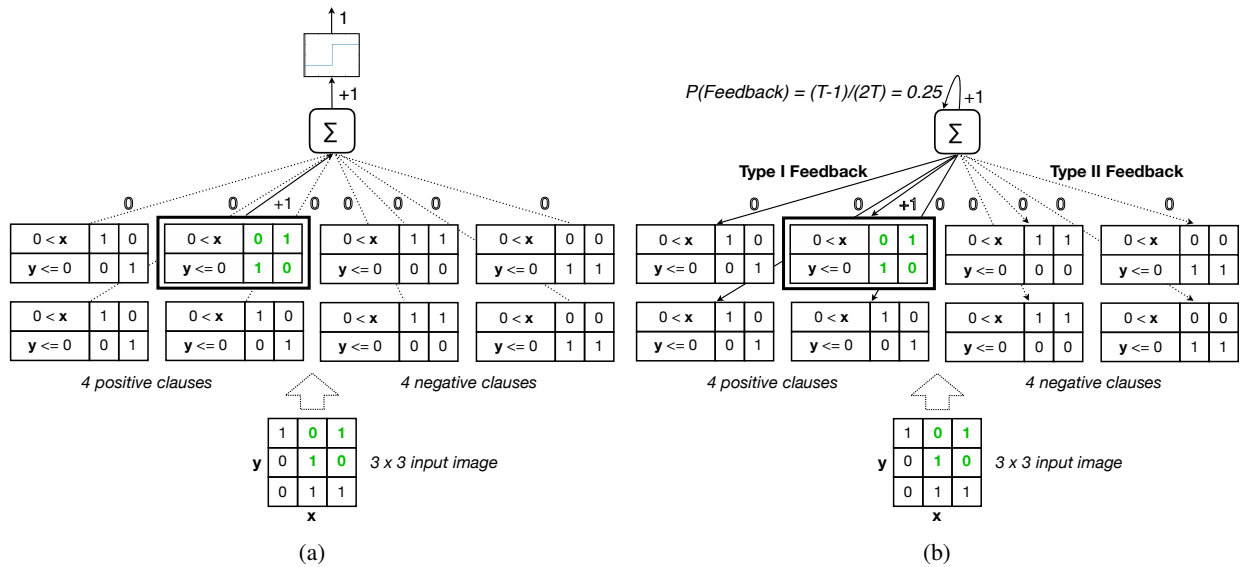 1
+1
Σ
0 0 +1 0 0 0 0 0
0 < x 1 0
y <= 0 0 1
0 < x 0 1
y <= 0 1 0
0 < x 1 1
y <= 0 0 0
0 < x 0 0
y <= 0 1 1
0 < x 1 0
y <= 0 0 1
0 < x 1 0
y <= 0 0 1
0 < x 1 1
y <= 0 0 0
0 < x 0 0
y <= 0 1 1
4 positive clauses
4 negative clauses
1 0 1
y 0 1 0
3 x 3 input image
0 1 1
x
(a)
P(Feedback) = (T-1)/(2T) = 0.25
+1
Σ
Type I Feedback
Type II Feedback
0 0 +1 0 0 0 0 0
0 < x 1 0
y <= 0 0 1
0 < x 0 1
y <= 0 1 0
0 < x 1 1
y <= 0 0 0
0 < x 0 0
y <= 0 1 1
0 < x 1 0
y <= 0 0 1
0 < x 1 0
y <= 0 0 1
0 < x 1 1
y <= 0 0 0
0 < x 0 0
y <= 0 1 1
4 positive clauses
4 negative clauses
1 0 1
y 0 1 0
3 x 3 input image
0 1 1
x
(b)